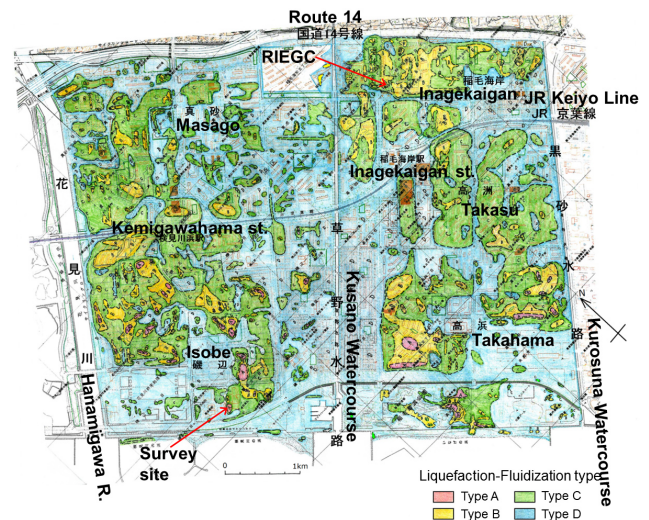 Route 14
国道14号線
RIEGC
稲毛海岸
Inagekaigan
JR Keiyo Line
JR 京葉線
真 砂
Masago
稲毛海岸駅
Inagekaigan st.
黒砂水路
花見川
高 洲
Takasu
Kemigawahama st.
検見川浜駅
草野水路
Kusano Watercourse
N
高 浜
Takahama
Isobe
磯 辺
Kurosuna Watercourse
Hanamigawa R.
Survey
site
0 1km
Liquefaction-Fluidization type
Type A Type C
Type B Type D